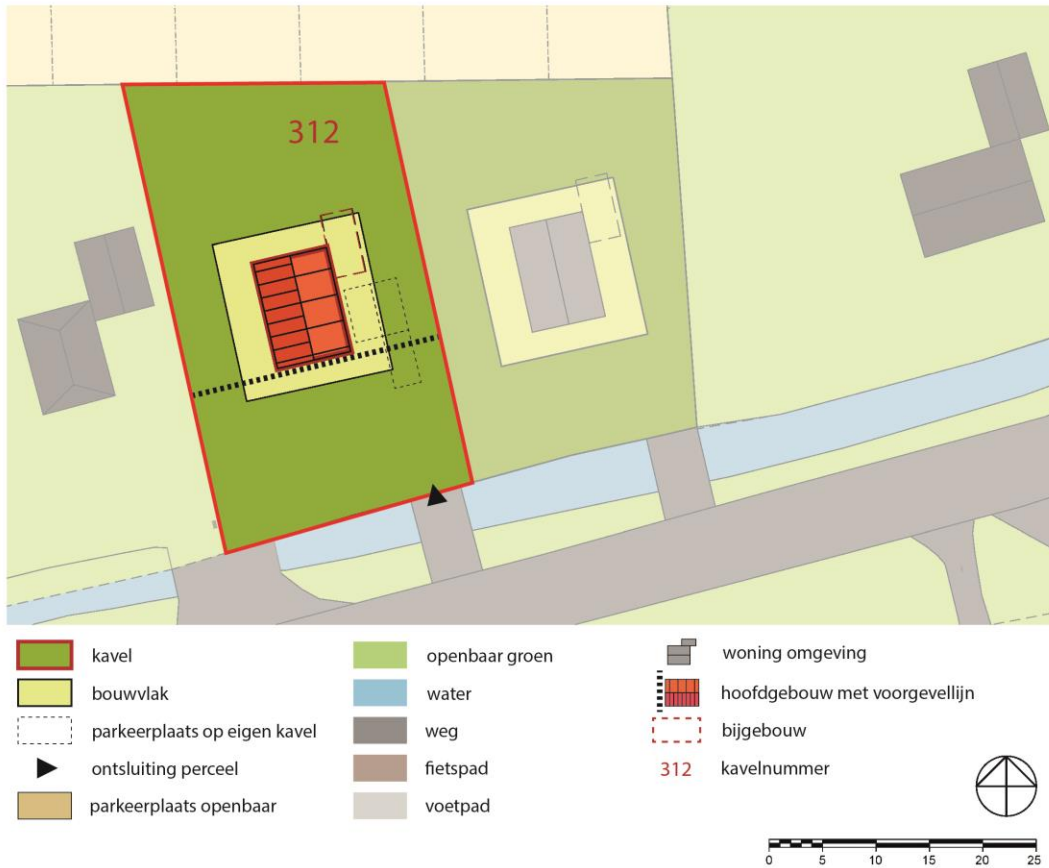 312
kavel
bouwvlak
parkeerplaats op eigen kavel
ontsluiting perceel
parkeerplaats openbaar
openbaar groen
water
weg
fietspad
voetpad
woning omgeving
hoofdgebouw met voorgevellijn
bijgebouw
312 kavelnummer
0 5 10 15 20 25